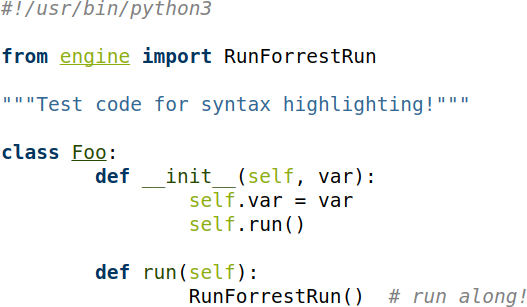 #!/usr/bin/python3

from engine import RunForrestRun

"""Test code for syntax highlighting!"""

class Foo:
        def __init__(self, var):
                self.var = var
                self.run()

        def run(self):
                RunForrestRun()  # run along!